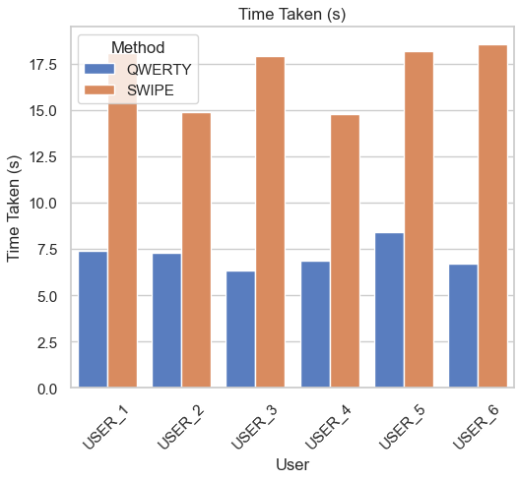 Time Taken (s)
Method
QWERTY
SWIPE
Time Taken (s)
17.5
15.0
12.5
10.0
7.5
5.0
2.5
0.0
USER_1
USER_2
USER_3
USER_4
USER_5
USER_6
User